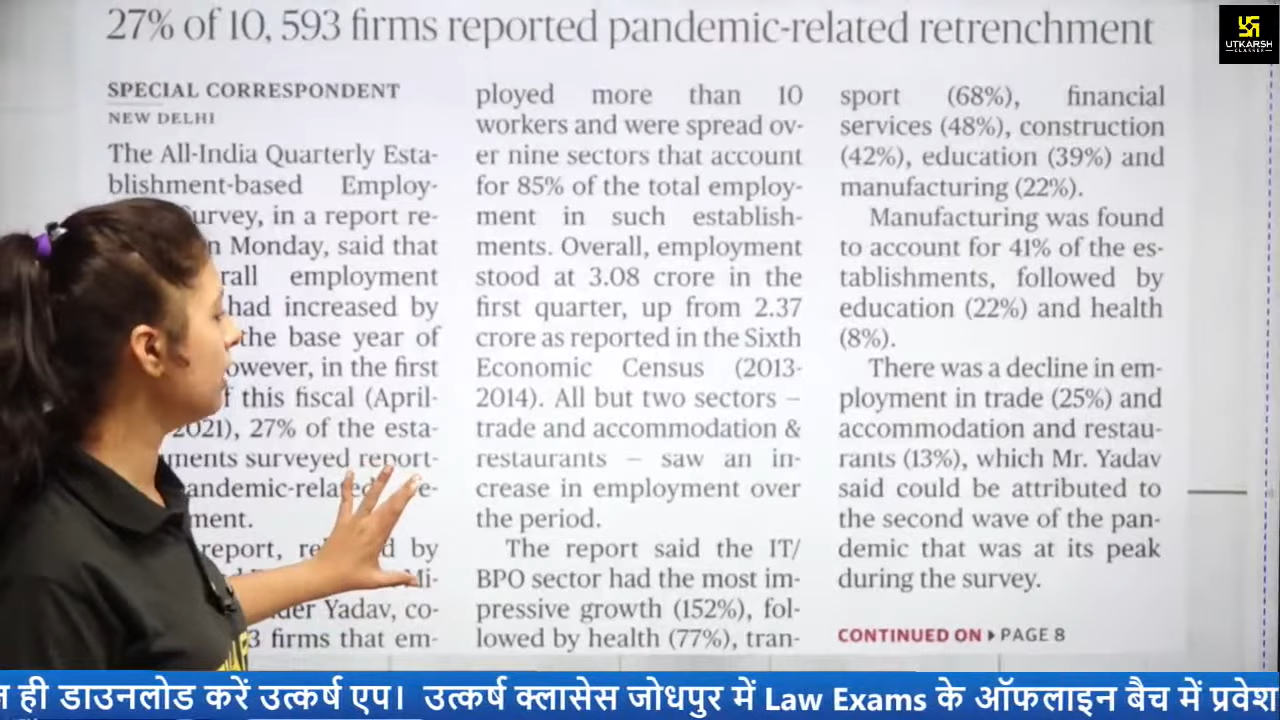 27% of 10, 593 firms reported pandemic-related retrenchment
SPECIAL CORRESPONDENT
NEW DELHI
The All-India Quarterly Esta-
blishment-based Employ-
Survey, in a report re-
Monday, said that
employment
had increased by
the base year of
in the first
this fiscal (April-
2021), 27% of the esta-
surveyed report-
ment.
report, by
Yadav, co-
firms that em-
ployed more than 10
workers and were spread ov-
er nine sectors that account
for 85% of the total employ-
ment in such establish-
ments. Overall, employment
stood at 3.08 crore in the
first quarter, up from 2.37
crore as reported in the Sixth
Economic Census (2013-
2014). All but two sectors –
trade and accommodation &
restaurants – saw an in-
crease in employment over
the period.
The report said the IT/
BPO sector had the most im-
pressive growth (152%), fol-
lowed by health (77%), tran-
sport (68%), financial
services (48%), construction
(42%), education (39%) and
manufacturing (22%).
Manufacturing was found
to account for 41% of the es-
tablishments, followed by
education (22%) and health
(8%).
There was a decline in em-
ployment in trade (25%) and
accommodation and restau-
rants (13%), which Mr. Yadav
said could be attributed to
the second wave of the pan-
demic that was at its peak
during the survey.
CONTINUED ON PAGE 8
UTKARSH
CLASSES
ही डाउनलोड करें उत्कर्ष एप। उत्कर्ष क्लासेस जोधपुर में Law Exams के ऑफलाइन बैच में प्रवेश